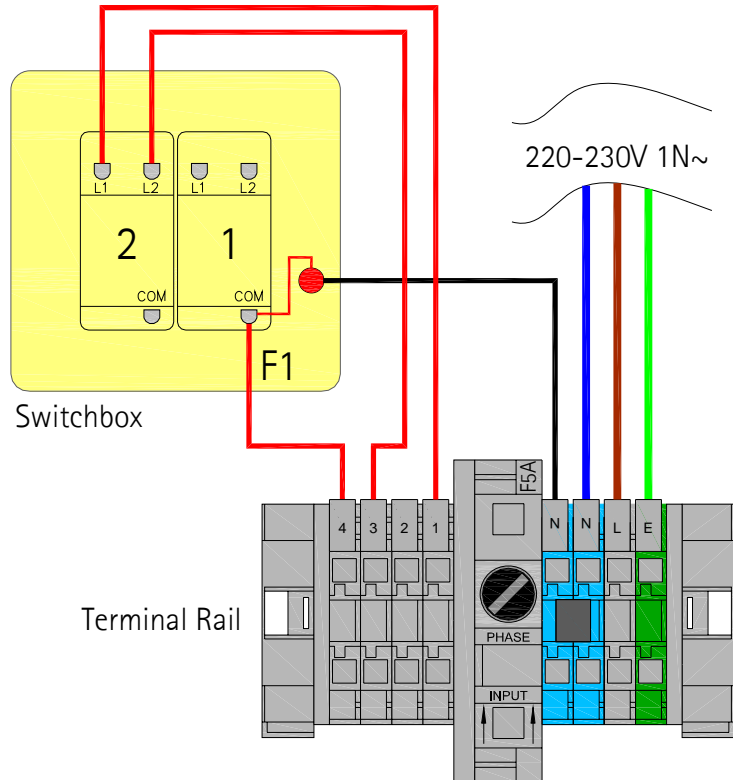 220-230V 1N~
L1
L2
L1
L2
2
1
COM
COM
F1
Switchbox
F5A
4
3
2
1
N
N
L
E
Terminal Rail
PHASE
INPUT